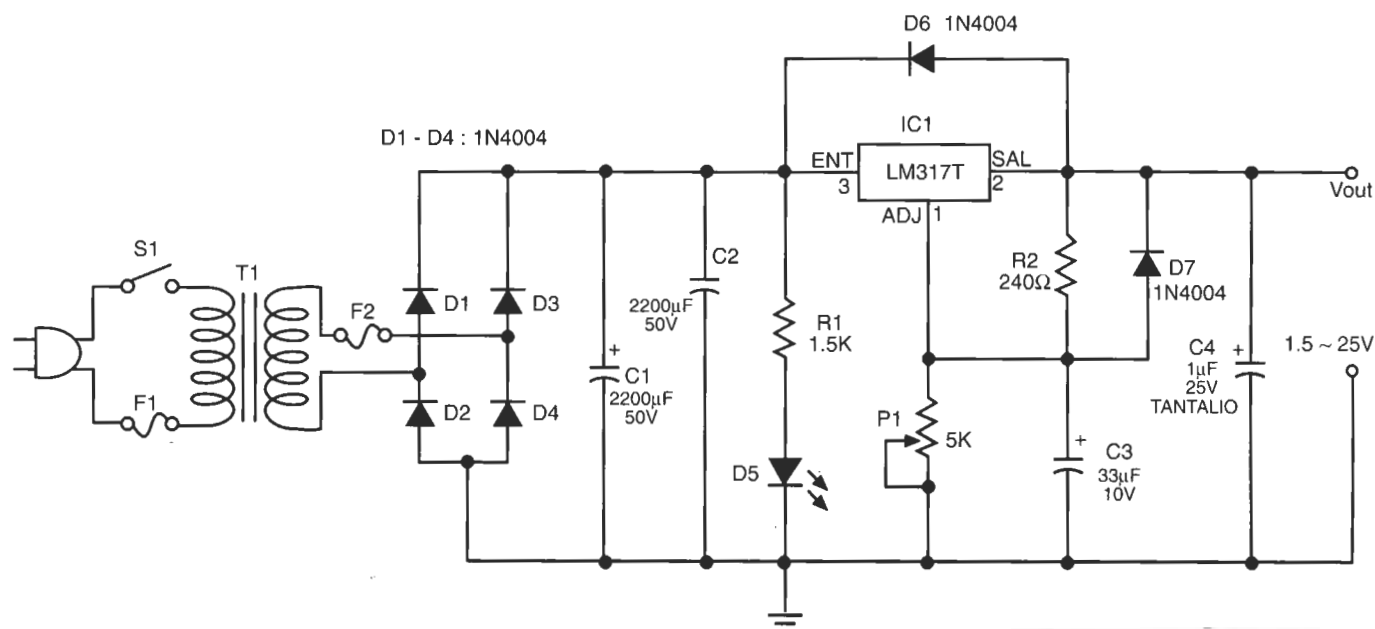 D6 1N4004
D1 - D4 : 1N4004
IC1
ENT
LM317T
SAL
3
2
ADJ
1
Vout
S1
T1
F2
D1
D3
C2
2200µF
50V
R1
1.5K
R2
240Ω
D7
1N4004
1.5 ~ 25V
F1
D2
D4
+
C1
2200µF
50V
P1
5K
+
C4
1µF
25V
TANTALIO
D5
+
C3
33µF
10V